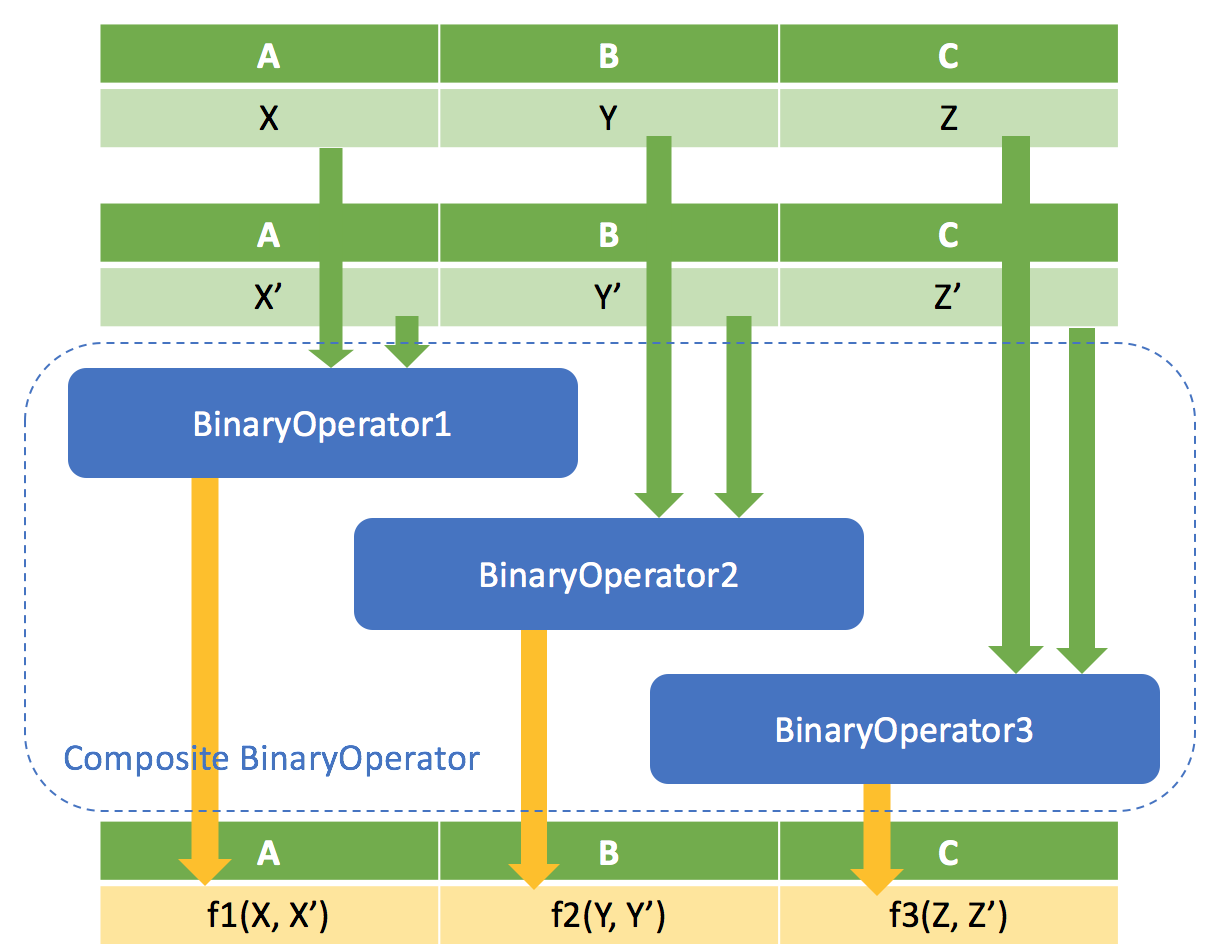 A B C
X Y Z
A B C
X’ Y’ Z’
BinaryOperator1
BinaryOperator2
BinaryOperator3
Composite BinaryOperator
A B C
f1(X, X’) f2(Y, Y’) f3(Z, Z’)